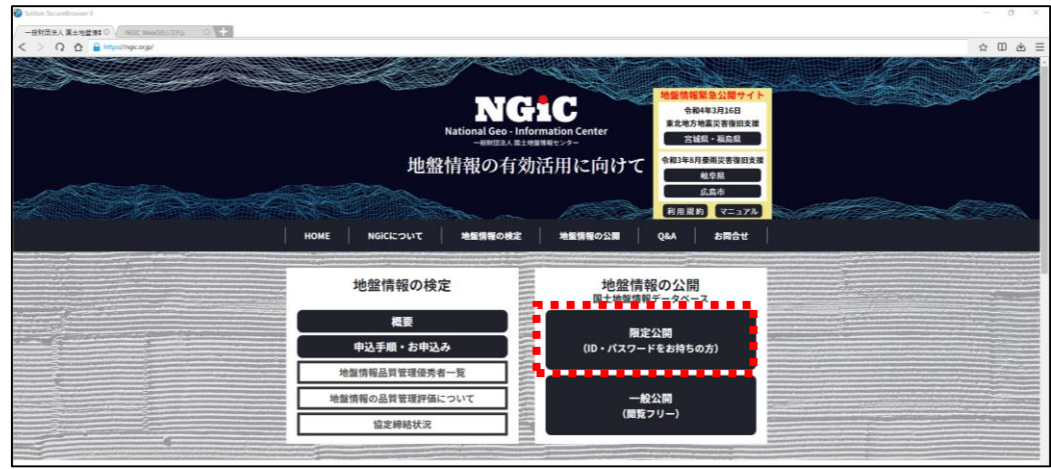 Soliton SecureBrowser II
一般財団法人 国土地盤情報
NGIC WebGISシステム
https://ngic.or.jp/
NGiC
National Geo - Information Center
一般財団法人 国土地盤情報センター
地盤情報の有効活用に向けて
地盤情報緊急公開サイト
令和4年3月16日
東北地方地震災害復旧支援
宮城県・福島県
令和3年8月豪雨災害復旧支援
岐阜県
広島市
利用規約 マニュアル
HOME NGiCについて 地盤情報の検定 地盤情報の公開 Q&A お問合せ
地盤情報の検定
概要
申込手順・お申込み
地盤情報品質管理優秀者一覧
地盤情報の品質管理評価について
協定締結状況
地盤情報の公開
国土地盤情報データベース
限定公開
(ID・パスワードをお持ちの方)
一般公開
(閲覧フリー)